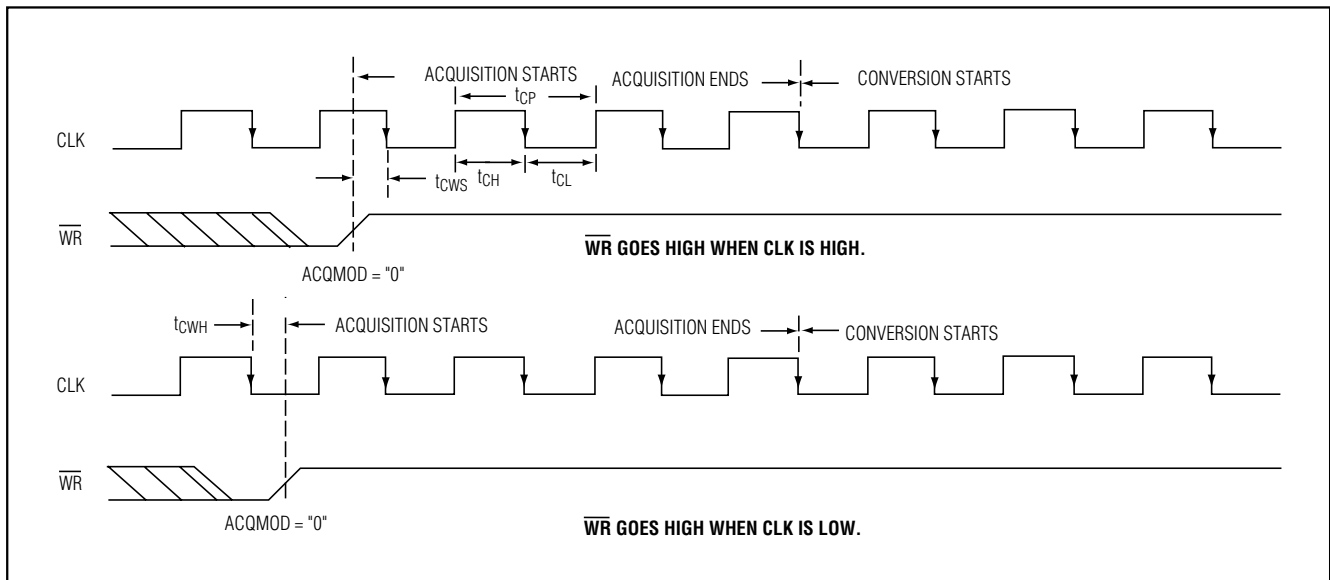 ACQUISITION STARTS
ACQUISITION ENDS
CONVERSION STARTS
tCP
CLK
tCWS
tCH
tCL
WR
WR GOES HIGH WHEN CLK IS HIGH.
ACQMOD = "0"
tCWH
ACQUISITION STARTS
ACQUISITION ENDS
CONVERSION STARTS
CLK
WR
ACQMOD = "0"
WR GOES HIGH WHEN CLK IS LOW.